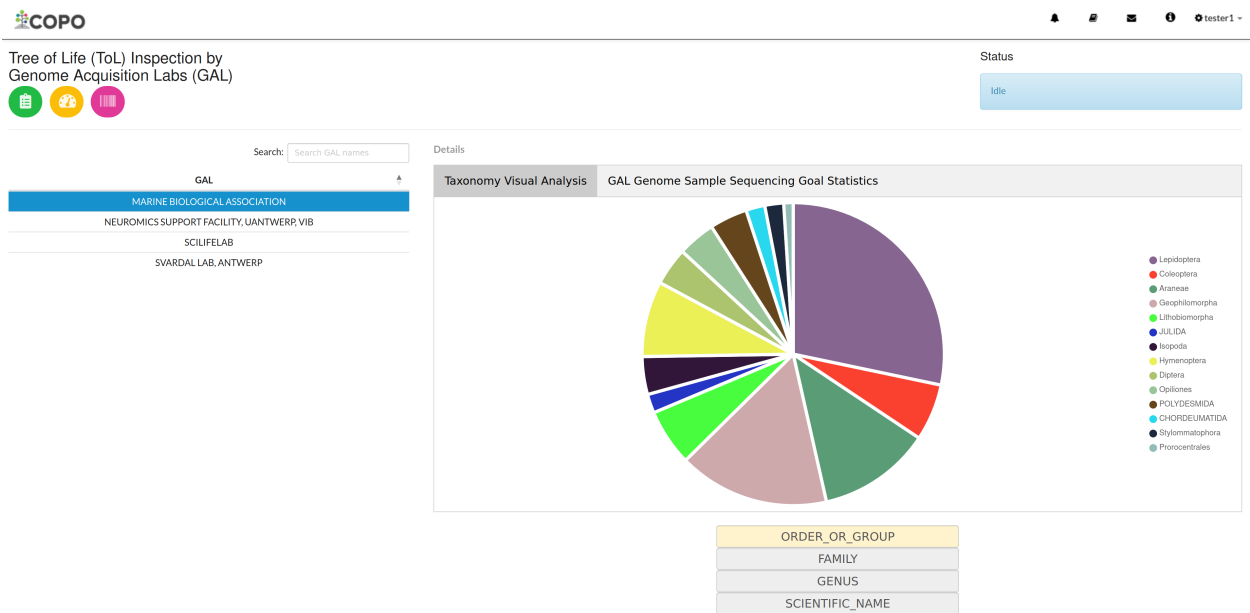 COPO
tester1
Tree of Life (ToL) Inspection by
Genome Acquisition Labs (GAL)
Status
Idle
Search: Search GAL names
GAL
MARINE BIOLOGICAL ASSOCIATION
NEUROMICS SUPPORT FACILITY, UANTWERP, VIB
SCILIFELAB
SVARDAL LAB, ANTWERP
Details
Taxonomy Visual Analysis GAL Genome Sample Sequencing Goal Statistics
Lepidoptera
Coleoptera
Araneae
Geophilomorpha
Lithobiomorpha
JULIDA
Isopoda
Hymenoptera
Diptera
Opiliones
POLYDESMIDA
CHORDEUMATIDA
Stylommatophora
Prorocentrales
ORDER_OR_GROUP
FAMILY
GENUS
SCIENTIFIC_NAME